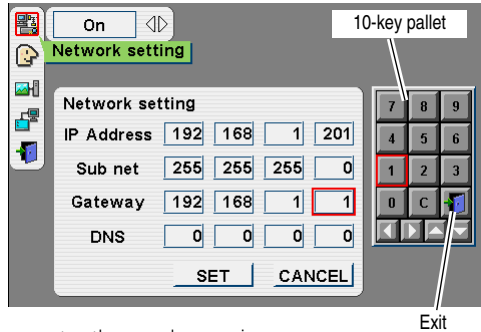 On
10-key pallet
Network setting
Network setting
IP Address 192 168 1 201
Sub net 255 255 255 0
Gateway 192 168 1 1
DNS 0 0 0 0
SET CANCEL
7 8 9
4 5 6
1 2 3
0 C
Exit